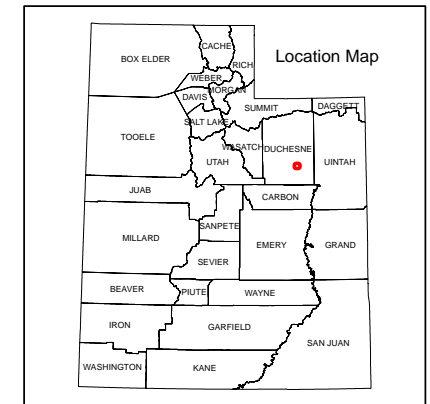 Location Map
BOX ELDER
CACHE
RICH
WEBER
MORGAN
DAVIS
SUMMIT
DAGGETT
SALT LAKE
TOOELE
WASATCH
DUCHESNE
UTAH
UINTAH
JUAB
CARBON
SANPETE
MILLARD
EMERY
GRAND
SEVIER
BEAVER
PIUTE
WAYNE
IRON
GARFIELD
SAN JUAN
WASHINGTON
KANE